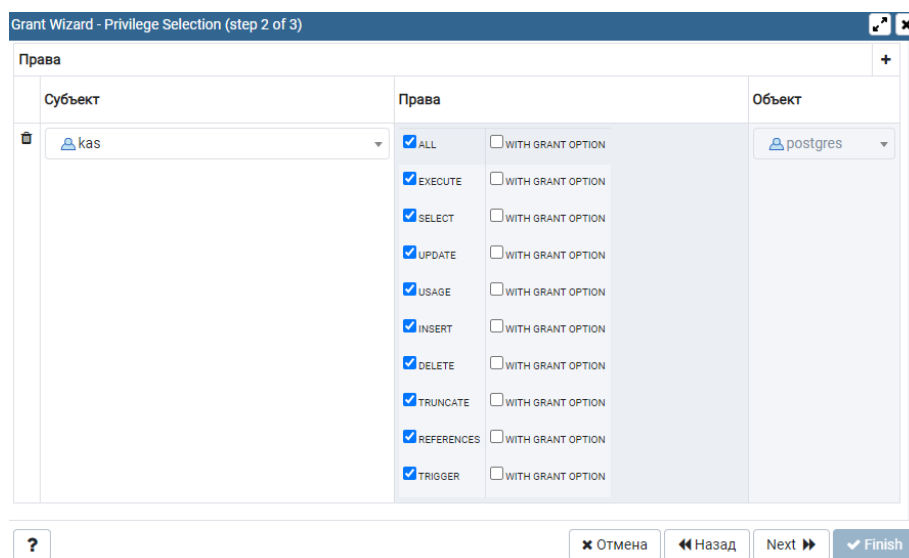 Grant Wizard - Privilege Selection (step 2 of 3)
Права
Субъект Права Объект
kas ALL WITH GRANT OPTION postgres
EXECUTE WITH GRANT OPTION
SELECT WITH GRANT OPTION
UPDATE WITH GRANT OPTION
USAGE WITH GRANT OPTION
INSERT WITH GRANT OPTION
DELETE WITH GRANT OPTION
TRUNCATE WITH GRANT OPTION
REFERENCES WITH GRANT OPTION
TRIGGER WITH GRANT OPTION
? Отмена Назад Next Finish